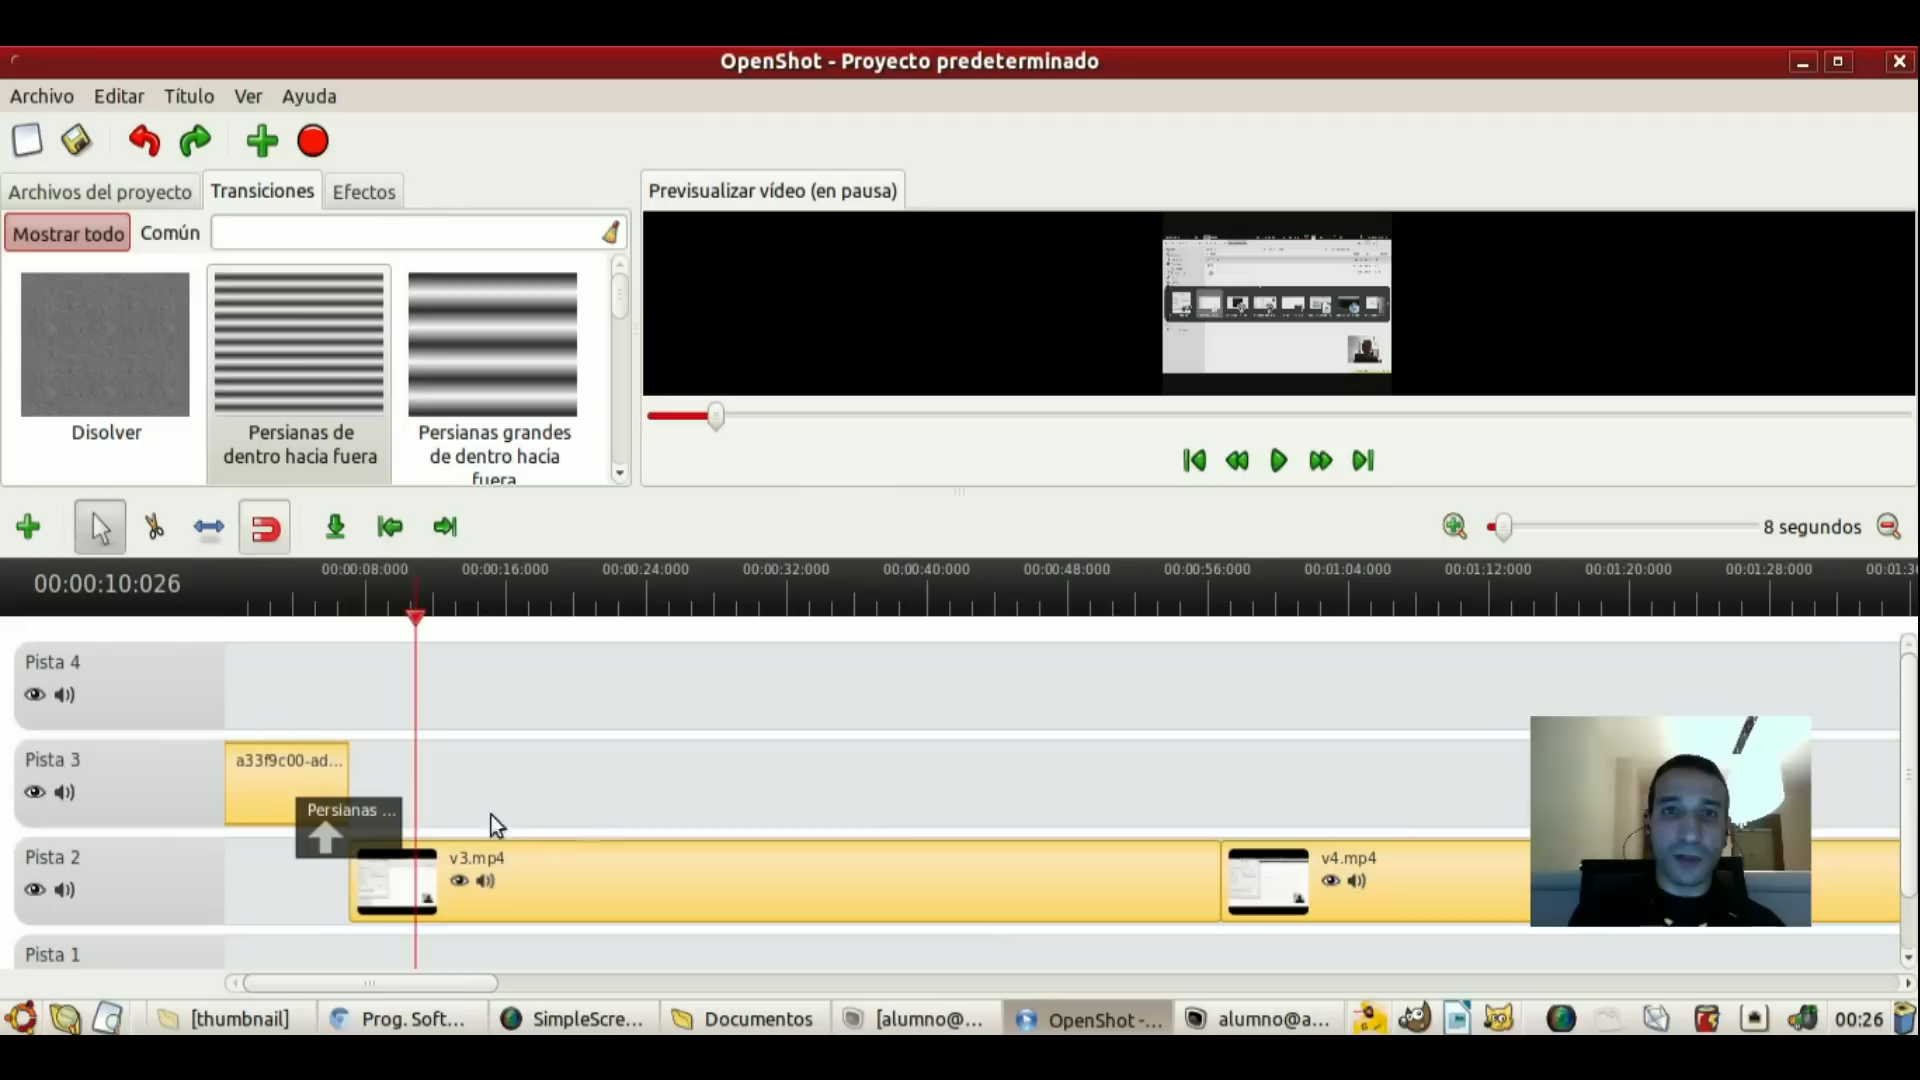 OpenShot - Proyecto predeterminado
Archivo Editar Título Ver Ayuda
Archivos del proyecto Transiciones Efectos
Previsualizar vídeo (en pausa)
Mostrar todo Común
Disolver
Persianas de
dentro hacia fuera
Persianas grandes
de dentro hacia
fuera
8 segundos
00:00:10:026
00:00:08:000 00:00:16:000 00:00:24:000 00:00:32:000 00:00:40:000 00:00:48:000 00:00:56:000 00:01:04:000 00:01:12:000 00:01:20:000 00:01:28:000 00:01:3
Pista 4
Pista 3
a33f9c00-ad...
Persianas ...
Pista 2
v3.mp4
v4.mp4
Pista 1
[thumbnail] Prog. Soft... SimpleScre... Documentos [alumno@... OpenShot -... alumno@a... 00:26